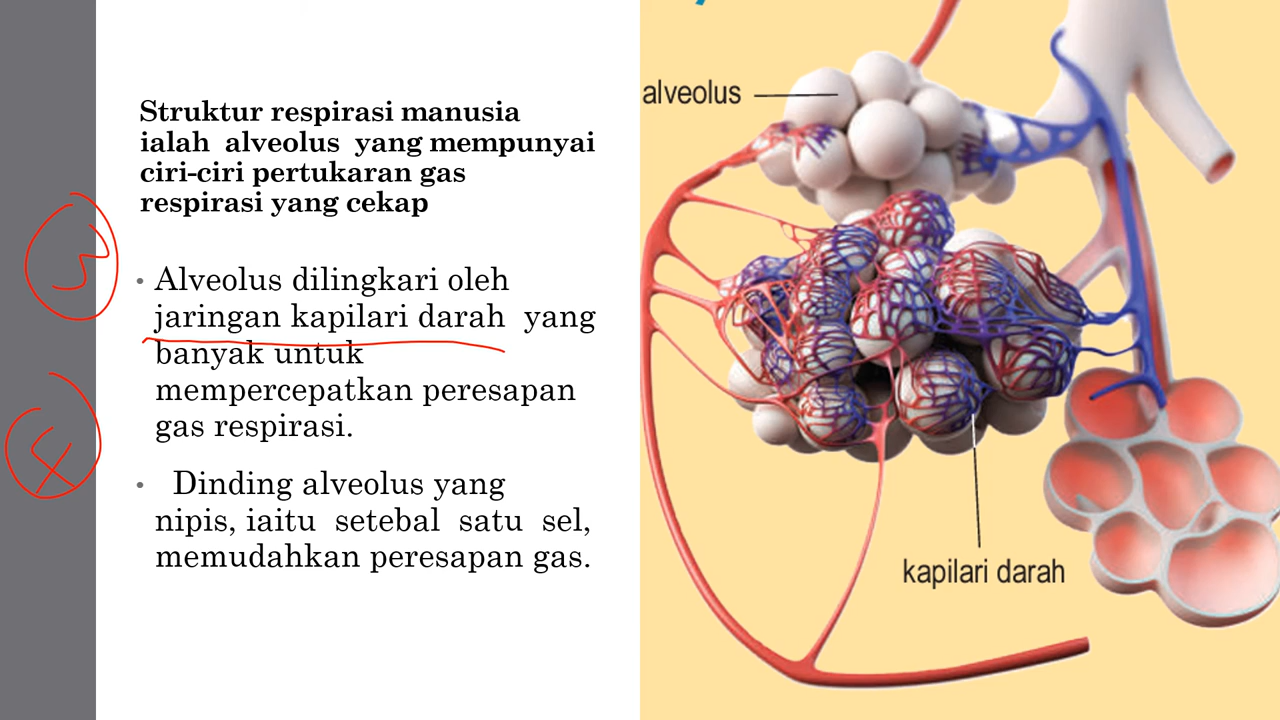 Struktur respirasi manusia
ialah alveolus yang mempunyai
ciri-ciri pertukaran gas
respirasi yang cekap
3
• Alveolus dilingkari oleh
jaringan kapilari darah yang
banyak untuk
mempercepatkan peresapan
gas respirasi.
4
• Dinding alveolus yang
nipis, iaitu setebal satu sel,
memudahkan peresapan gas.
alveolus
kapilari darah